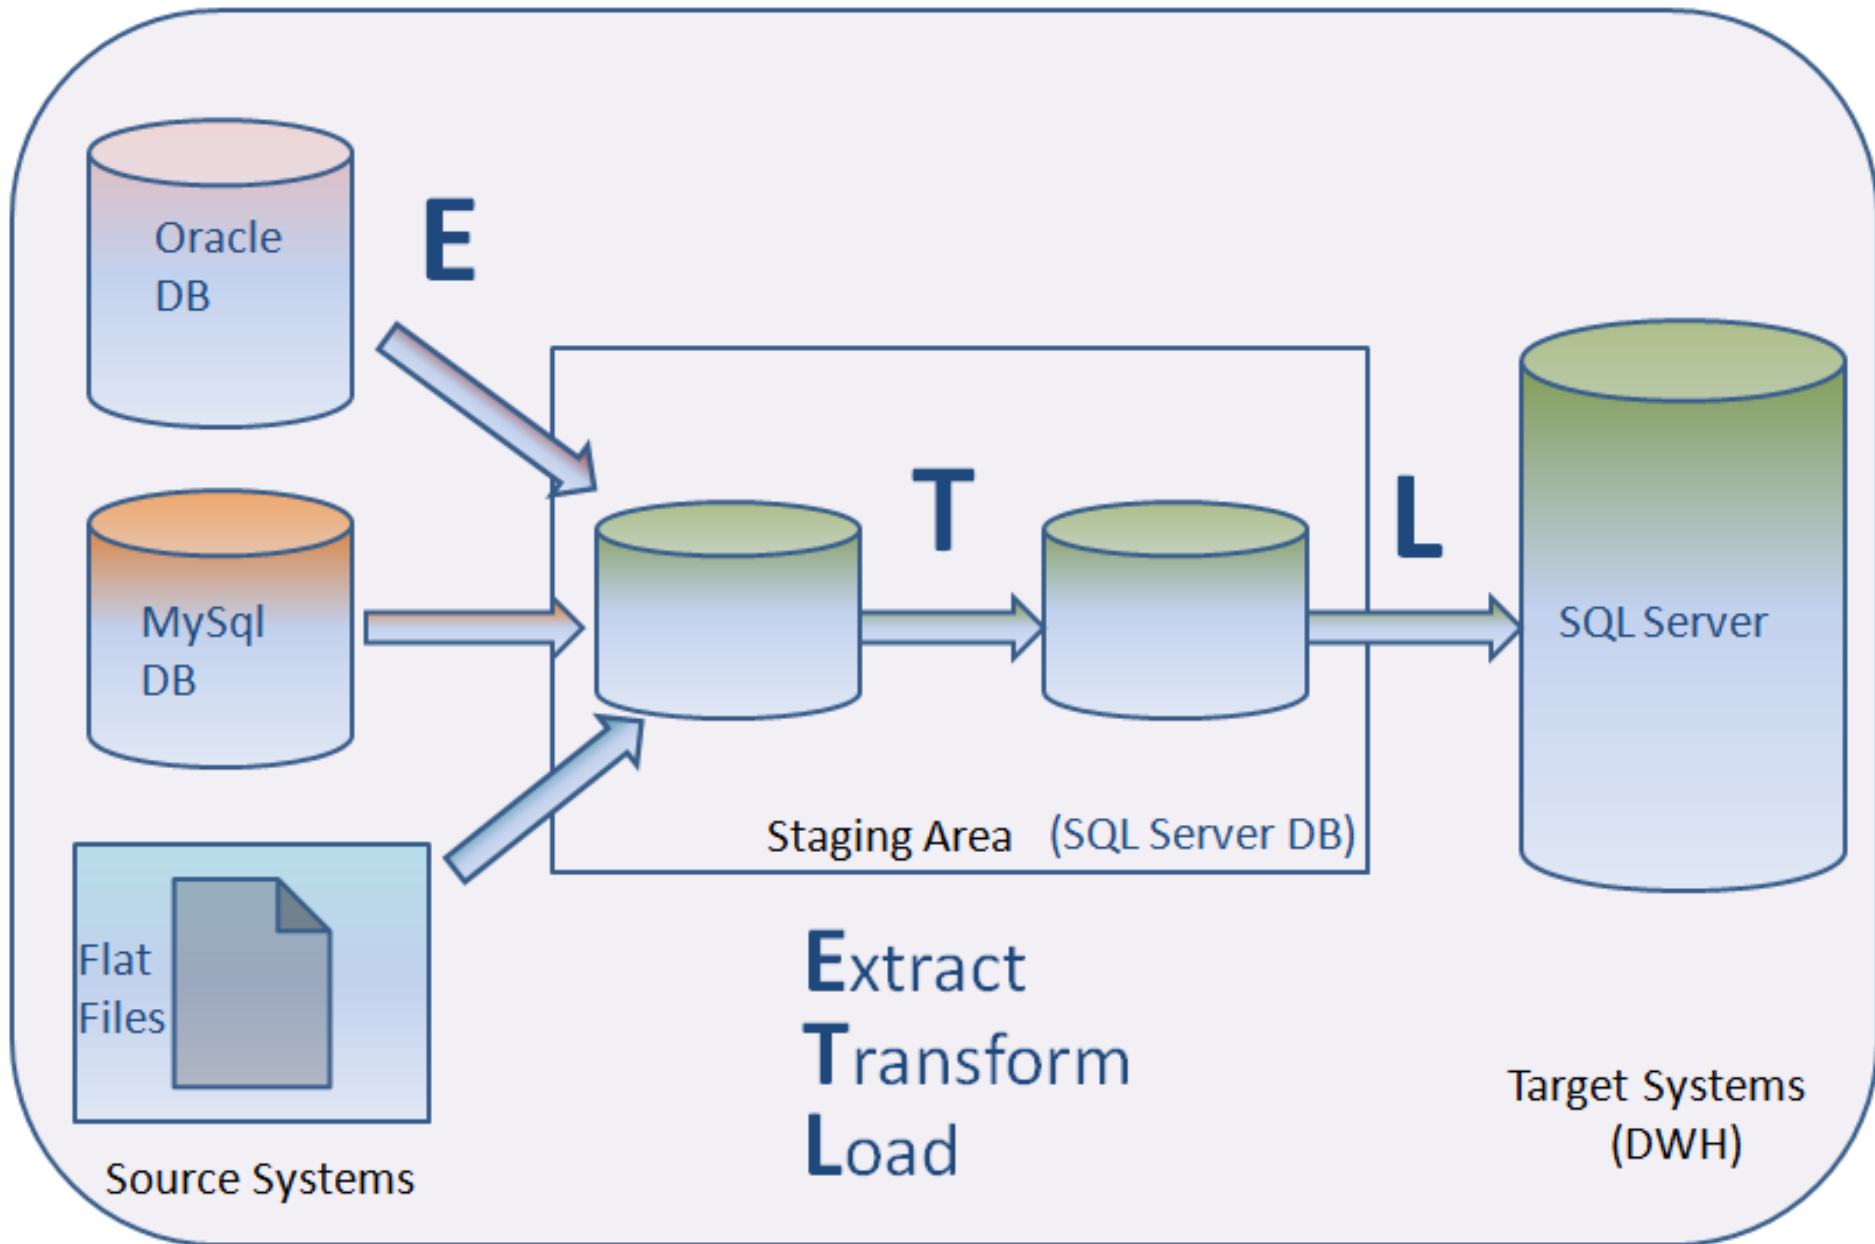 Oracle
DB
E
MySql
DB
T
L
SQL Server
Staging Area (SQL Server DB)
Flat
Files
Extract
Transform
Load
Source Systems
Target Systems
(DWH)